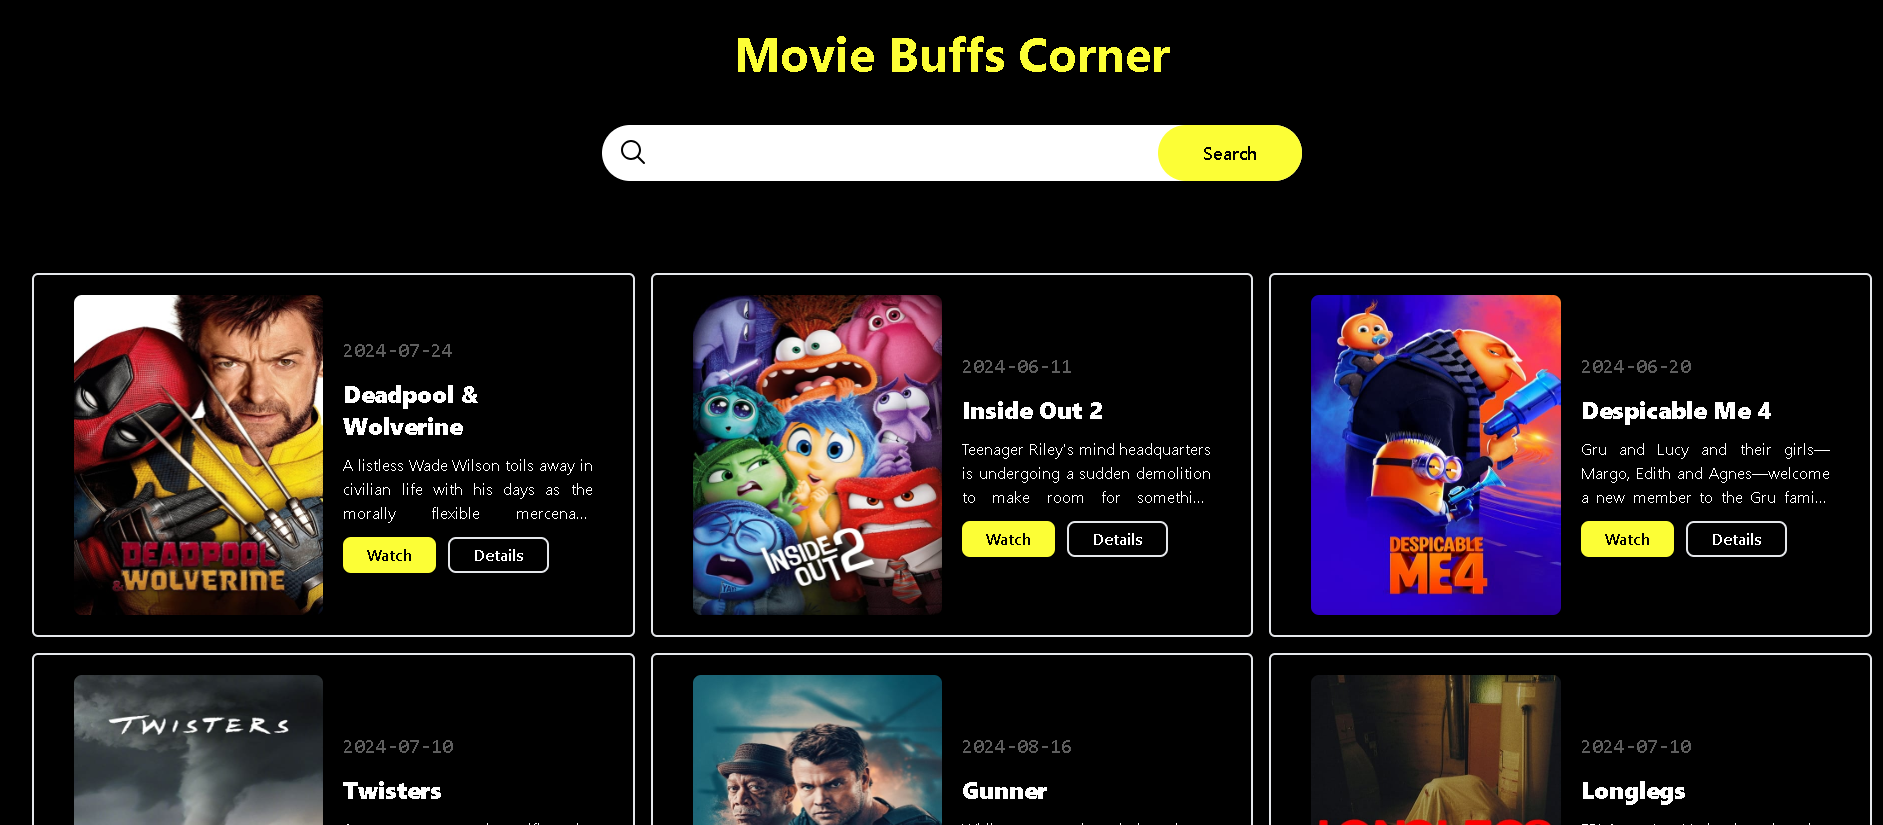 Movie Buffs Corner
Search
DEADPOOL
& WOLVERINE
2024-07-24
Deadpool &
Wolverine
A listless Wade Wilson toils away in
civilian life with his days as the
morally flexible mercena...
Watch
Details
INSIDE
OUT 2
2024-06-11
Inside Out 2
Teenager Riley's mind headquarters
is undergoing a sudden demolition
to make room for somethi...
Watch
Details
DESPICABLE
ME 4
2024-06-20
Despicable Me 4
Gru and Lucy and their girls—
Margo, Edith and Agnes—welcome
a new member to the Gru fami...
Watch
Details
TWISTERS
2024-07-10
Twisters
2024-08-16
Gunner
LONGLEGS
2024-07-10
Longlegs